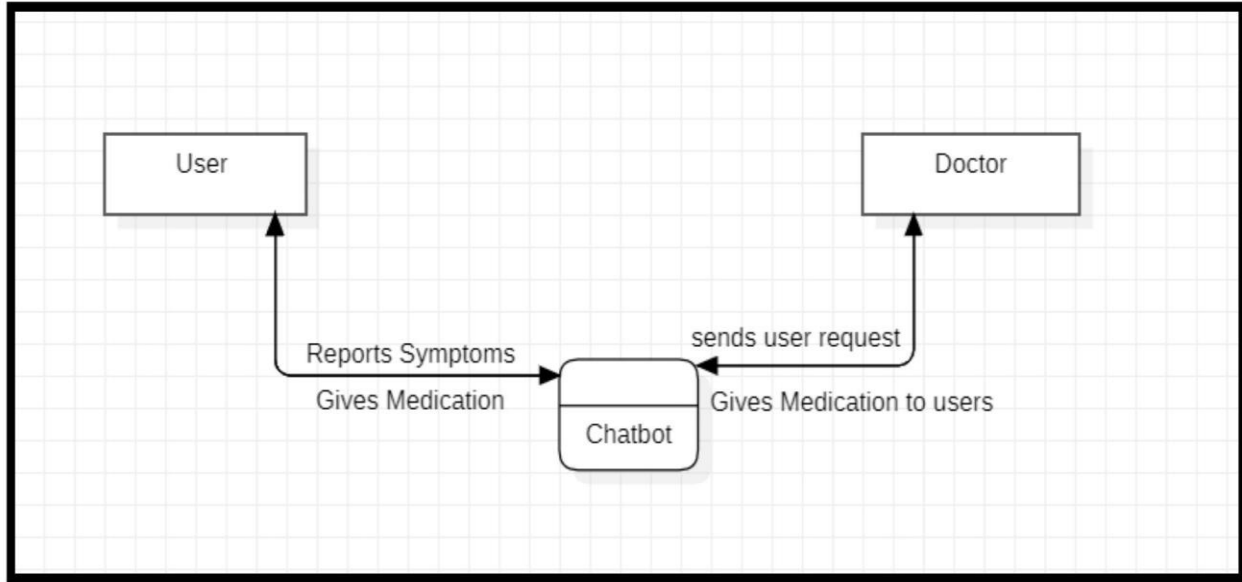 User
Doctor
sends user request
Reports Symptoms
Gives Medication
Gives Medication to users
Chatbot